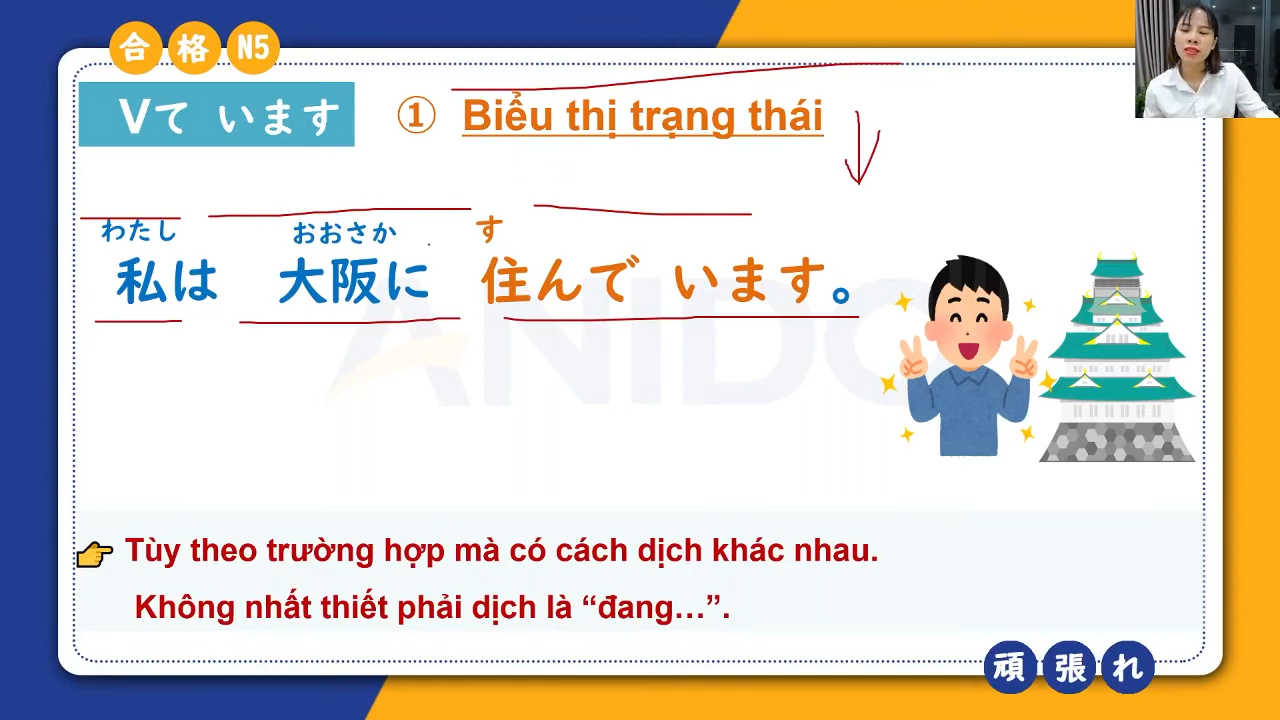 合格 N5
Vて います ① Biểu thị trạng thái
わたし おおさか す
私は 大阪に 住んで います。
ANIDO
👉 Tùy theo trường hợp mà có cách dịch khác nhau.
Không nhất thiết phải dịch là “đang…”.
頑張れ